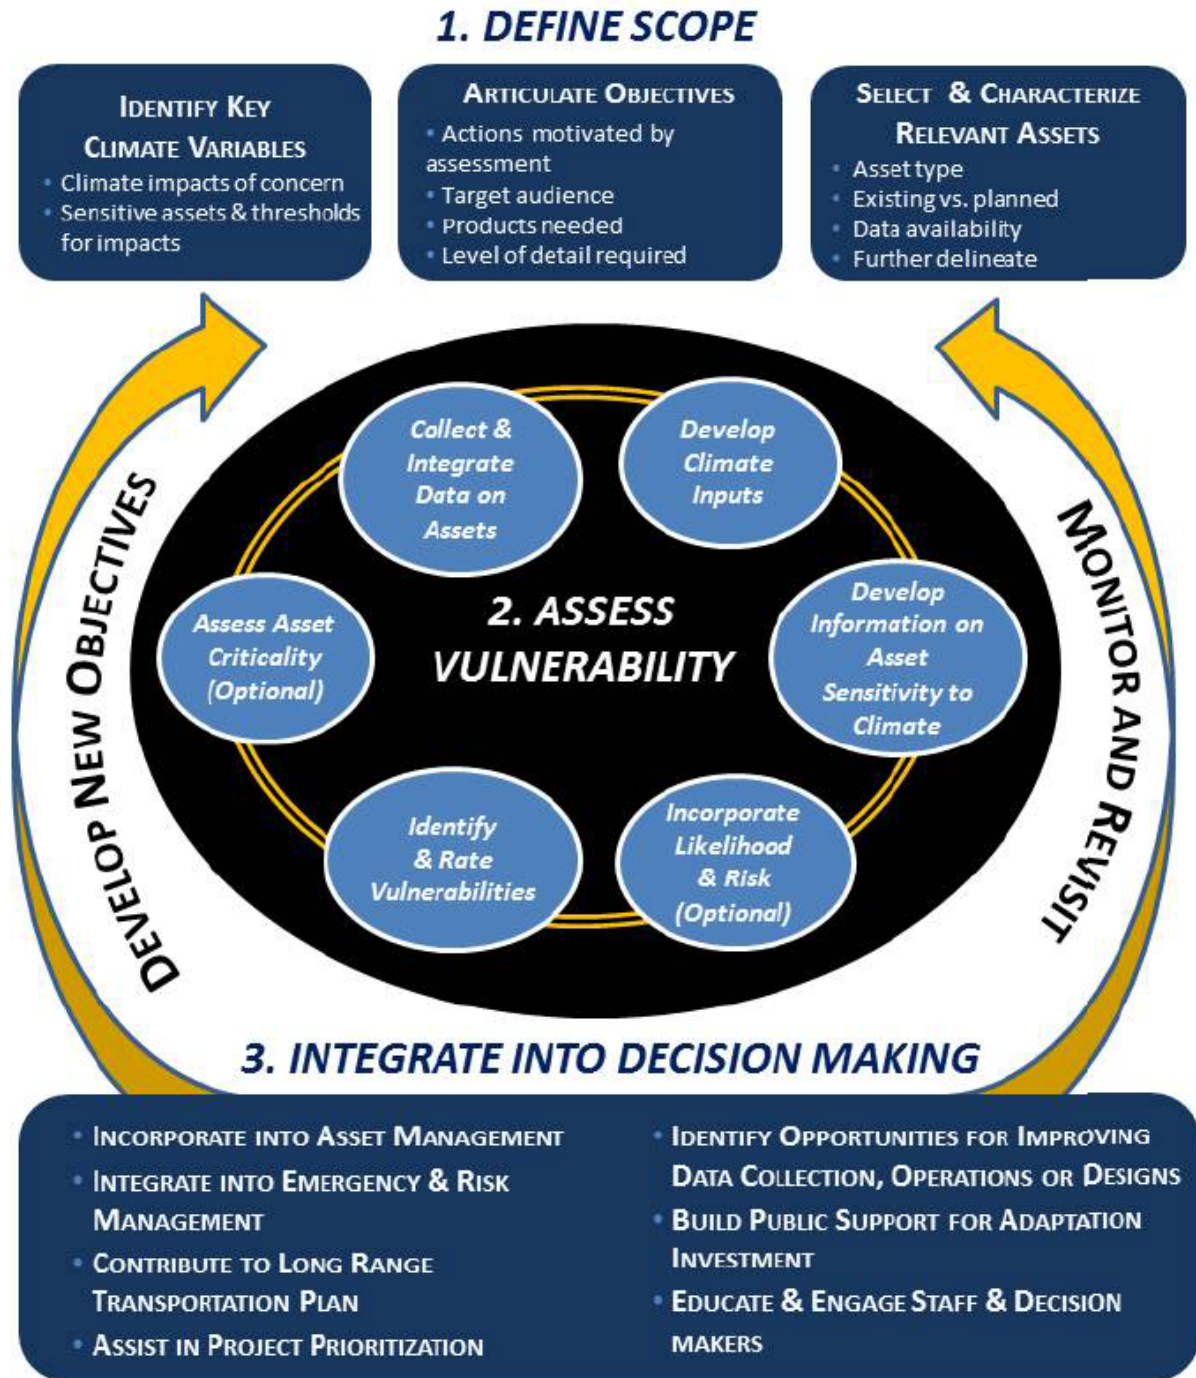 1. DEFINE SCOPE
IDENTIFY KEY
CLIMATE VARIABLES
• Climate impacts of concern
• Sensitive assets & thresholds
for impacts
ARTICULATE OBJECTIVES
• Actions motivated by
assessment
• Target audience
• Products needed
• Level of detail required
SELECT & CHARACTERIZE
RELEVANT ASSETS
• Asset type
• Existing vs. planned
• Data availability
• Further delineate
DEVELOP NEW OBJECTIVES
MONITOR AND REVISIT
2. ASSESS
VULNERABILITY
Collect &
Integrate
Data on
Assets
Develop
Climate
Inputs
Develop
Information on
Asset
Sensitivity to
Climate
Incorporate
Likelihood
& Risk
(Optional)
Identify
& Rate
Vulnerabilities
Assess Asset
Criticality
(Optional)
3. INTEGRATE INTO DECISION MAKING
• INCORPORATE INTO ASSET MANAGEMENT
• INTEGRATE INTO EMERGENCY & RISK
MANAGEMENT
• CONTRIBUTE TO LONG RANGE
TRANSPORTATION PLAN
• ASSIST IN PROJECT PRIORITIZATION
• IDENTIFY OPPORTUNITIES FOR IMPROVING
DATA COLLECTION, OPERATIONS OR DESIGNS
• BUILD PUBLIC SUPPORT FOR ADAPTATION
INVESTMENT
• EDUCATE & ENGAGE STAFF & DECISION
MAKERS